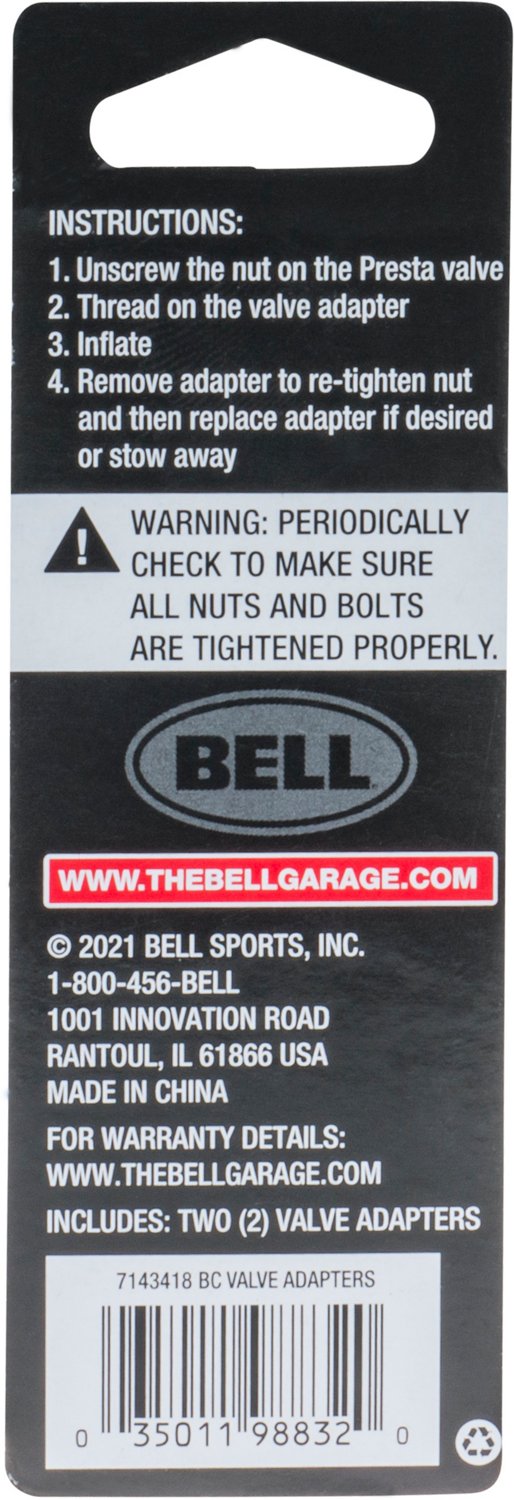 INSTRUCTIONS:
1. Unscrew the nut on the Presta valve
2. Thread on the valve adapter
3. Inflate
4. Remove adapter to re-tighten nut
and then replace adapter if desired
or stow away
! WARNING: PERIODICALLY
CHECK TO MAKE SURE
ALL NUTS AND BOLTS
ARE TIGHTENED PROPERLY.
BELL
WWW.THEBELLGARAGE.COM
© 2021 BELL SPORTS, INC.
1-800-456-BELL
1001 INNOVATION ROAD
RANTOUL, IL 61866 USA
MADE IN CHINA
FOR WARRANTY DETAILS:
WWW.THEBELLGARAGE.COM
INCLUDES: TWO (2) VALVE ADAPTERS
7143418 BC VALVE ADAPTERS
0 35011 98832 0